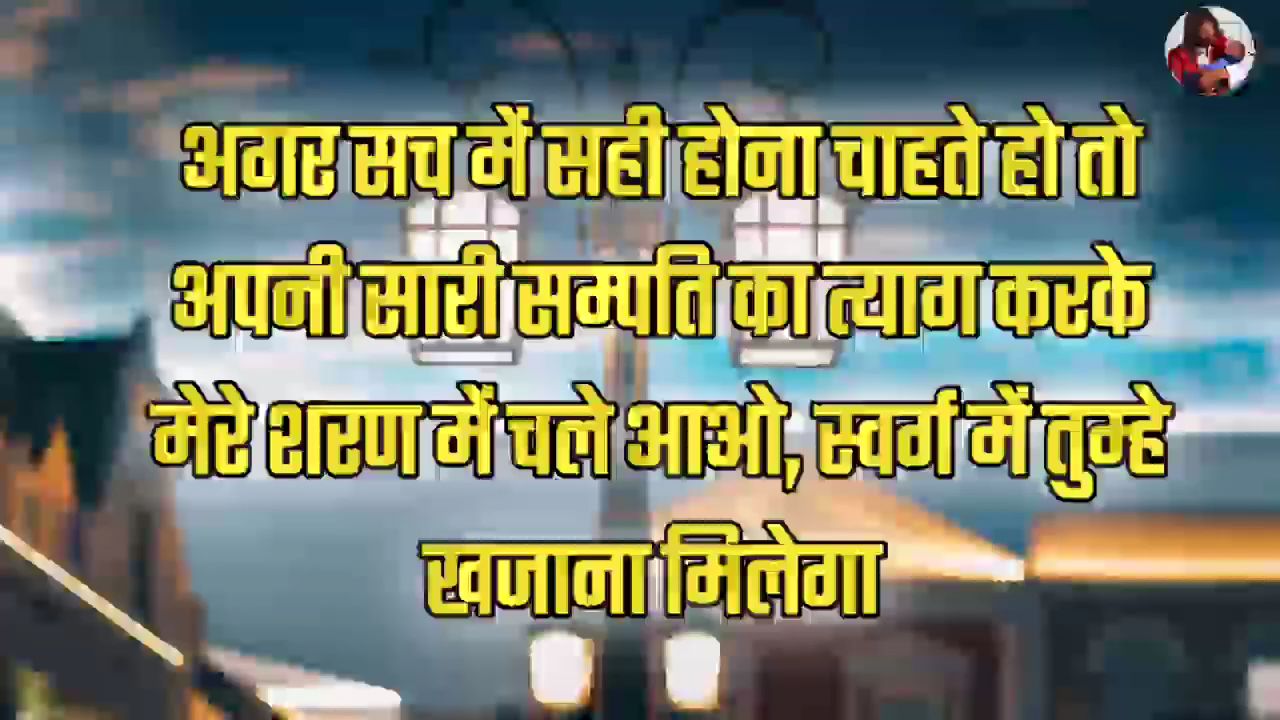 अगर सच में सही होना चाहते हो तो
अपनी सारी सम्पति का त्याग करके
मेरे शरण में चले आओ, स्वर्ग में तुम्हे
खजाना मिलेगा